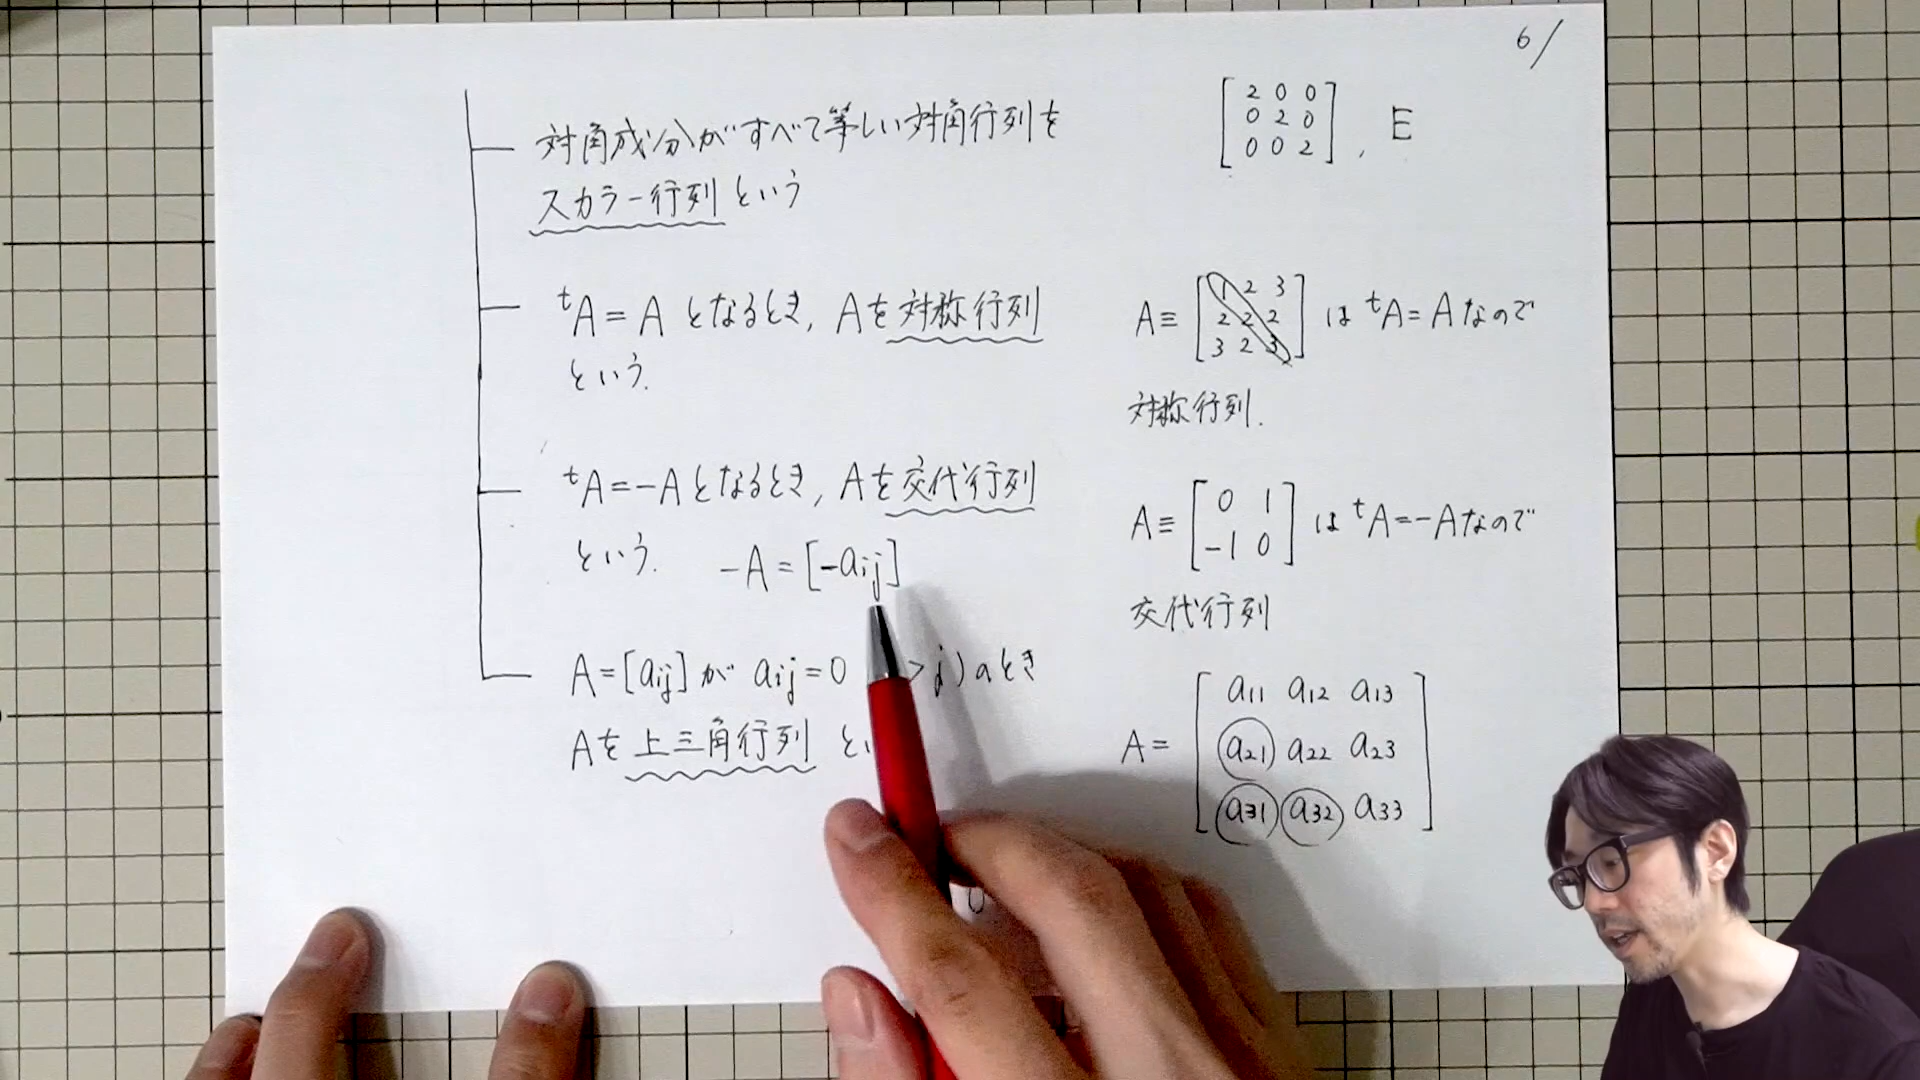 6/
対角成分がすべて等しい対角行列を
スカラー行列という
[2 0 0
0 2 0
0 0 2], E
ᵗA=A となるとき, Aを対称行列
という.
A≡[1 2 3
2 2 2
3 2 3] は ᵗA=Aなので
対称行列.
ᵗA=-Aとなるとき, Aを交代行列
という. -A=[-aij]
A≡[0 1
-1 0] は ᵗA=-Aなので
交代行列
A=[aij]が aij=0 >j)のとき
Aを上三角行列 と
A=[a11 a12 a13
a21 a22 a23
a31 a32 a33]